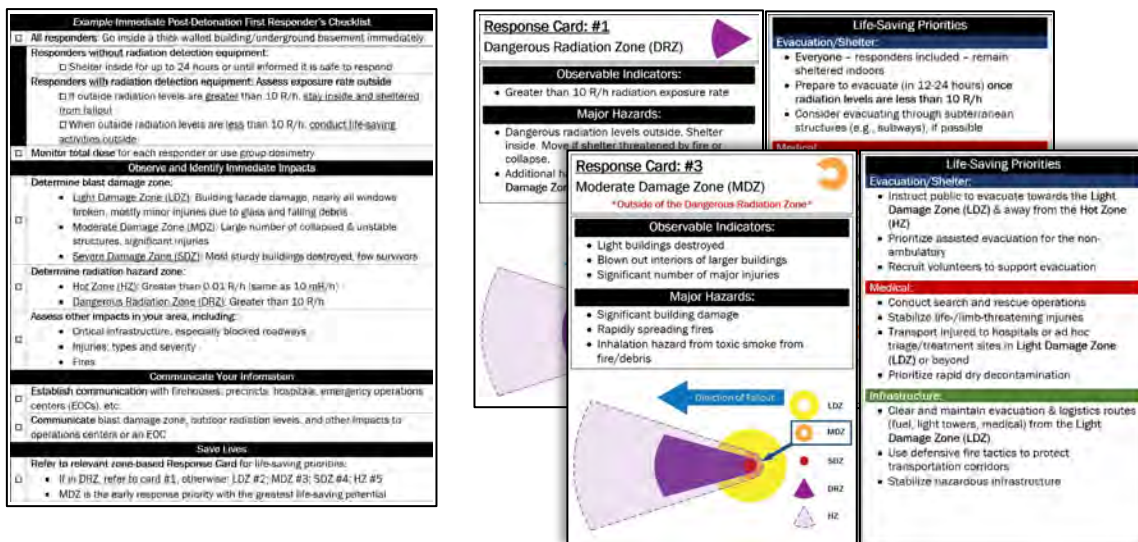 Example Immediate Post-Detonation First Responder's Checklist
All responders: Go inside a thick-walled building/underground basement immediately
Responders without radiation detection equipment:
Shelter inside for up to 24 hours or until informed it is safe to respond
Responders with radiation detection equipment: Assess exposure rate outside
If outside radiation levels are greater than 10 R/h, stay inside and sheltered
from fallout
When outside radiation levels are less than 10 R/h, conduct life-saving
activities outside
Monitor total dose for each responder or use group dosimetry
Observe and Identify Immediate Impacts
Determine blast damage zone:
• Light Damage Zone (LDZ): Building facade damage, nearly all windows
broken, mostly minor injuries due to glass and falling debris
• Moderate Damage Zone (MDZ): Large number of collapsed & unstable
structures, significant injuries
• Severe Damage Zone (SDZ): Most sturdy buildings destroyed, few survivors
Determine radiation hazard zone:
• Hot Zone (HZ): Greater than 0.01 R/h (same as 10 mR/h)
• Dangerous Radiation Zone (DRZ): Greater than 10 R/h
Assess other impacts in your area, including:
• Critical infrastructure, especially blocked roadways
• Injuries: types and severity
• Fires
Communicate Your Information
Establish communication with firehouses, precincts, hospitals, emergency operations
centers (EOCs), etc.
Communicate blast damage zone, outdoor radiation levels, and other impacts to
operations centers or an EOC
Save Lives
Refer to relevant zone-based Response Card for life-saving priorities:
• If in DRZ, refer to card #1, otherwise: LDZ #2; MDZ #3; SDZ #4; HZ #5
• MDZ is the early response priority with the greatest life-saving potential
Response Card: #1
Dangerous Radiation Zone (DRZ)
Observable Indicators:
• Greater than 10 R/h radiation exposure rate
Major Hazards:
• Dangerous radiation levels outside. Shelter
inside. Move if shelter threatened by fire or
collapse.
• Additional
Damage
Life-Saving Priorities
Evacuation/Shelter:
• Everyone – responders included – remain
sheltered indoors
• Prepare to evacuate (in 12-24 hours) once
radiation levels are less than 10 R/h
• Consider evacuating through subterranean
structures (e.g., subways), if possible
Medical
Response Card: #3
Moderate Damage Zone (MDZ)
*Outside of the Dangerous Radiation Zone*
Observable Indicators:
• Light buildings destroyed
• Blown out interiors of larger buildings
• Significant number of major injuries
Major Hazards:
• Significant building damage
• Rapidly spreading fires
• Inhalation hazard from toxic smoke from
fire/debris
Direction of Fallout
LDZ
MDZ
SDZ
DRZ
HZ
Life-Saving Priorities
Evacuation/Shelter:
• Instruct public to evacuate towards the Light
Damage Zone (LDZ) & away from the Hot Zone
(HZ)
• Prioritize assisted evacuation for the non-
ambulatory
• Recruit volunteers to support evacuation
Medical:
• Conduct search and rescue operations
• Stabilize life-/limb-threatening injuries
• Transport injured to hospitals or ad hoc
triage/treatment sites in Light Damage Zone
(LDZ) or beyond
• Prioritize rapid dry decontamination
Infrastructure:
• Clear and maintain evacuation & logistics routes
(fuel, light towers, medical) from the Light
Damage Zone (LDZ)
• Use defensive fire tactics to protect
transportation corridors
• Stabilize hazardous infrastructure